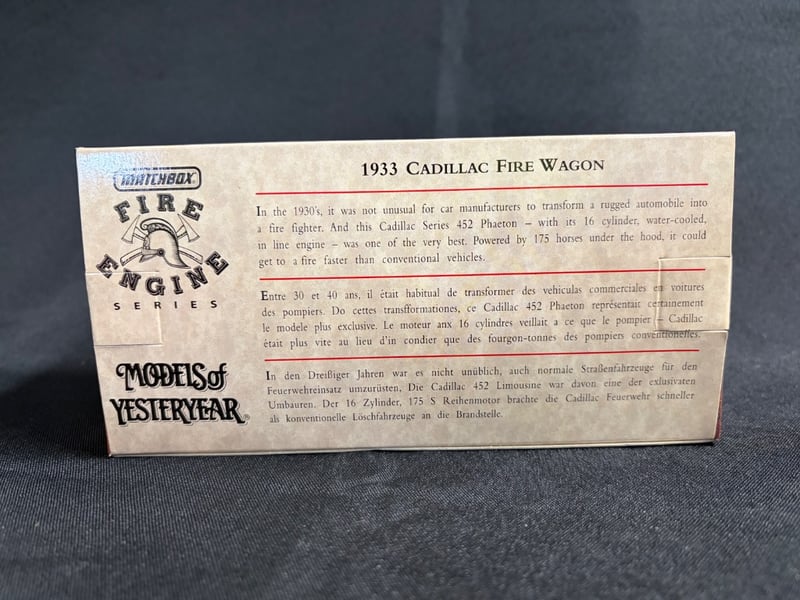 MATCHBOX
FIRE
ENGINE
SERIES
MODELS of
YESTERYEAR
1933 CADILLAC FIRE WAGON
In the 1930's, it was not unusual for car manufacturers to transform a rugged automobile into
a fire fighter. And this Cadillac Series 452 Phaeton – with its 16 cylinder, water-cooled,
in line engine – was one of the very best. Powered by 175 horses under the hood, it could
get to a fire faster than conventional vehicles.
Entre 30 et 40 ans, il était habitual de transformer des vehiculas commerciales en voitures
des pompiers. Do cettes transfformationes, ce Cadillac 452 Phaeton représentait certainement
le modele plus exclusive. Le moteur anx 16 cylindres veillait a ce que le pompier – Cadillac
était plus vite au lieu d'in condier que des fourgon-tonnes des pompiers conventionelles.
In den Dreißiger Jahren war es nicht unüblich, auch normale Straßenfahrzeuge für den
Feuerwehreinsatz umzurüsten. Die Cadillac 452 Limousine war davon eine der exlusivaten
Umbauren. Der 16 Zylinder, 175 S Reihenmotor brachte die Cadillac Feuerwehr schneller
als konventionelle Löschfahrzeuge an die Brandstelle.